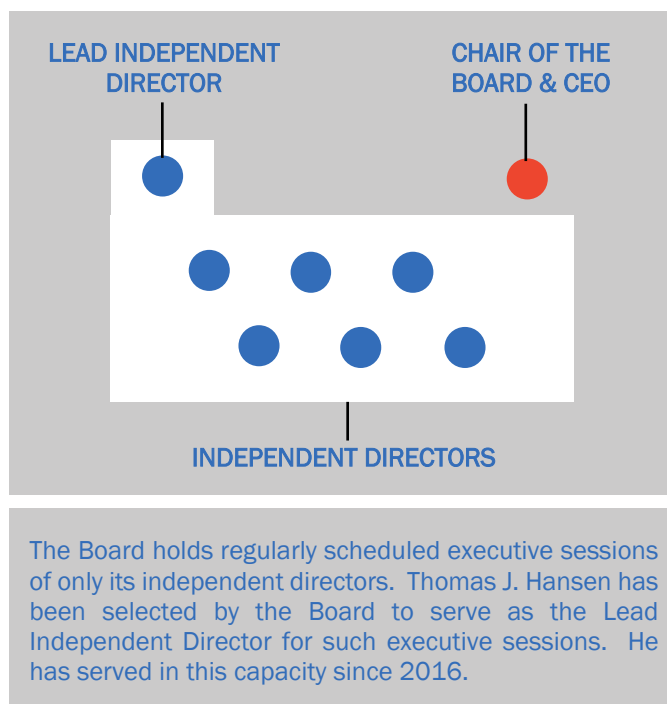 LEAD INDEPENDENT
DIRECTOR
CHAIR OF THE
BOARD & CEO
INDEPENDENT DIRECTORS
The Board holds regularly scheduled executive sessions
of only its independent directors. Thomas J. Hansen has
been selected by the Board to serve as the Lead
Independent Director for such executive sessions. He
has served in this capacity since 2016.